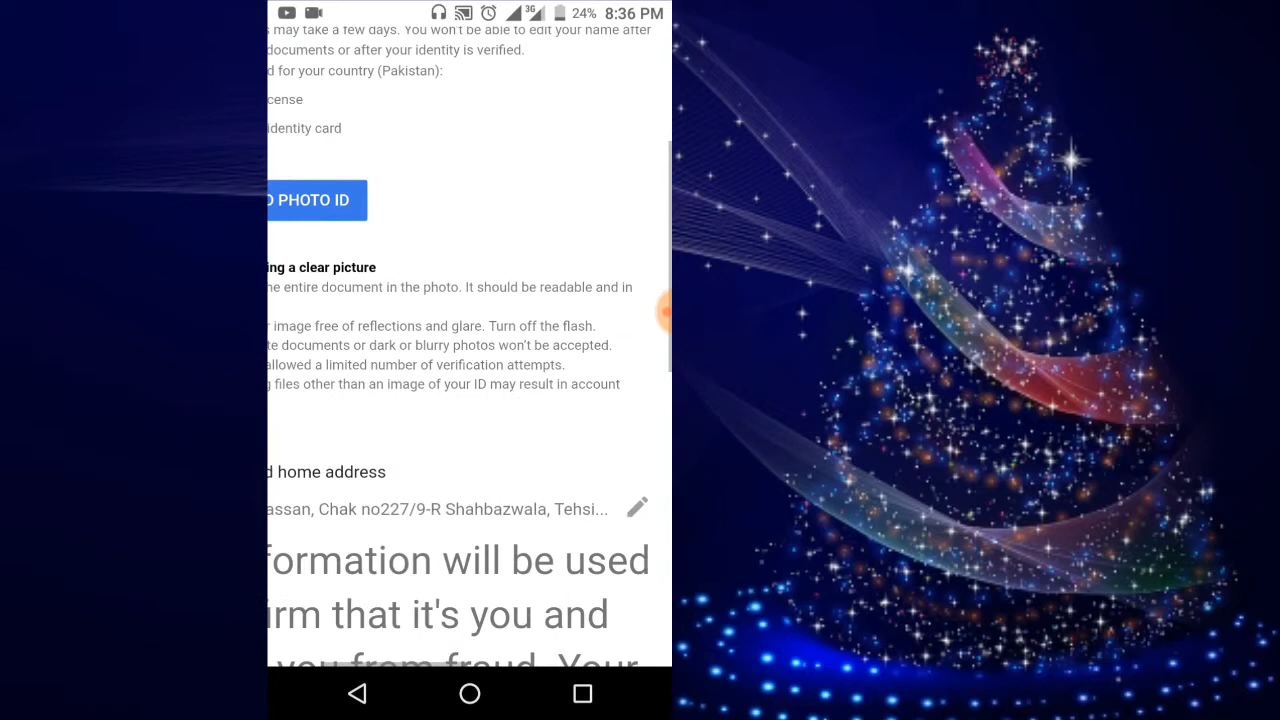 3G 24% 8:36 PM
may take a few days. You won't be able to edit your name after
documents or after your identity is verified.
d for your country (Pakistan):
cense
identity card
PHOTO ID
ing a clear picture
e entire document in the photo. It should be readable and in
image free of reflections and glare. Turn off the flash.
te documents or dark or blurry photos won't be accepted.
allowed a limited number of verification attempts.
g files other than an image of your ID may result in account
d home address
assan, Chak no227/9-R Shahbazwala, Tehsi...
formation will be used
irm that it's you and
you from fraud. Your